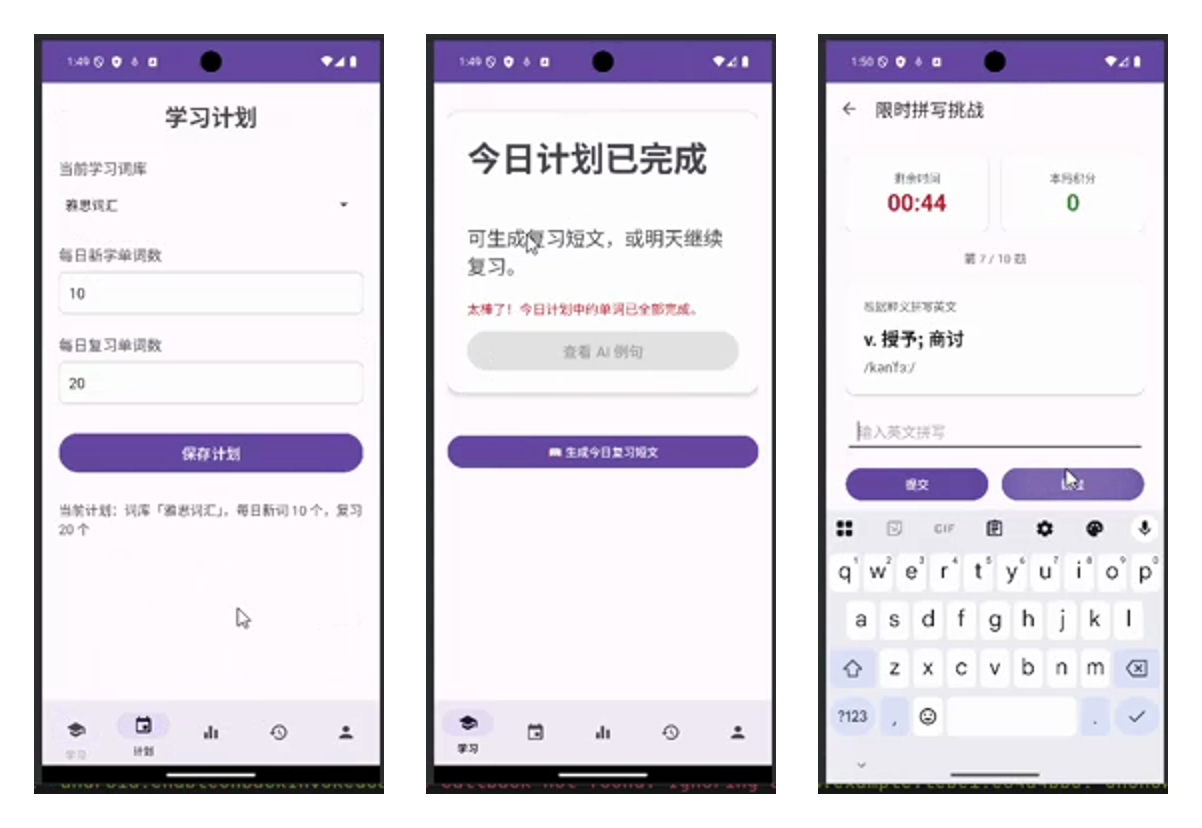 1:49
学习计划
当前学习词库
雅思词汇
每日新学单词数
10
每日复习单词数
20
保存计划
当前计划：词库「雅思词汇」，每日新词 10 个，复习
20 个
学习
计划
1:49
今日计划已完成
可生成复习短文，或明天继续
复习。
太棒了！今日计划中的单词已全部完成。
查看 AI 例句
生成今日复习短文
学习
1:50
限时拼写挑战
剩余时间
本局积分
00:44
0
第 7 / 10 题
根据释义拼写英文
v. 授予; 商讨
/kənˈfɜː/
输入英文拼写
提交
GIF
q w e r t y u i o p
a s d f g h j k l
z x c v b n m
?123 , .